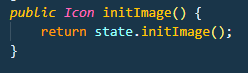 public Icon initImage() {
    return state.initImage();
}